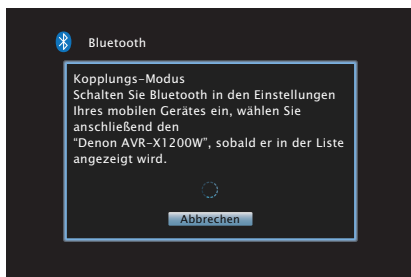 Bluetooth
Kopplungs-Modus
Schalten Sie Bluetooth in den Einstellungen
Ihres mobilen Gerätes ein, wählen Sie
anschließend den
“Denon AVR-X1200W”, sobald er in der Liste
angezeigt wird.
Abbrechen